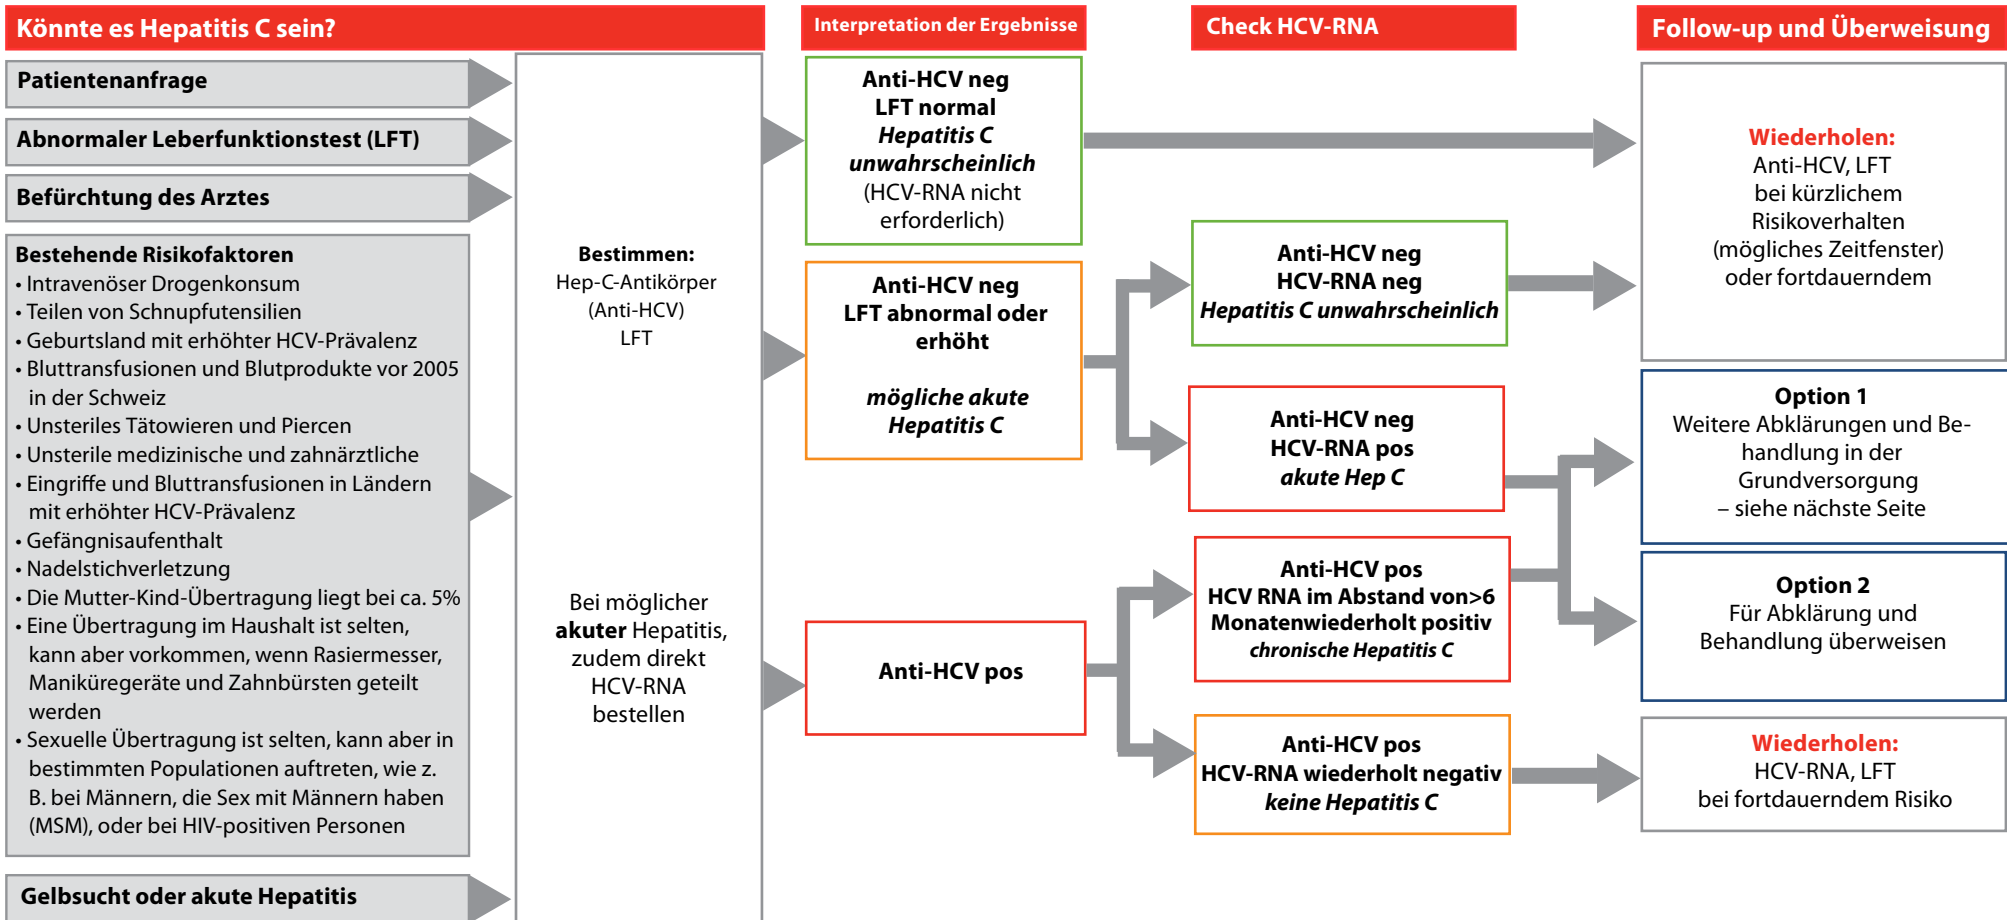 Könnte es Hepatitis C sein?
Patientenanfrage
Abnormaler Leberfunktionstest (LFT)
Befürchtung des Arztes
Bestehende Risikofaktoren
• Intravenöser Drogenkonsum
• Teilen von Schnupfutensilien
• Geburtsland mit erhöhter HCV-Prävalenz
• Bluttransfusionen und Blutprodukte vor 2005
in der Schweiz
• Unsteriles Tätowieren und Piercen
• Unsterile medizinische und zahnärztliche
• Eingriffe und Bluttransfusionen in Ländern
mit erhöhter HCV-Prävalenz
• Gefängnisaufenthalt
• Nadelstichverletzung
• Die Mutter-Kind-Übertragung liegt bei ca. 5%
• Eine Übertragung im Haushalt ist selten,
kann aber vorkommen, wenn Rasiermesser,
Maniküregeräte und Zahnbürsten geteilt
werden
• Sexuelle Übertragung ist selten, kann aber in
bestimmten Populationen auftreten, wie z.
B. bei Männern, die Sex mit Männern haben
(MSM), oder bei HIV-positiven Personen
Gelbsucht oder akute Hepatitis
Bestimmen:
Hep-C-Antikörper
(Anti-HCV)
LFT
Bei möglicher
akuter Hepatitis,
zudem direkt
HCV-RNA
bestellen
Interpretation der Ergebnisse
Anti-HCV neg
LFT normal
Hepatitis C
unwahrscheinlich
(HCV-RNA nicht
erforderlich)
Anti-HCV neg
LFT abnormal oder
erhöht
mögliche akute
Hepatitis C
Anti-HCV pos
Check HCV-RNA
Anti-HCV neg
HCV-RNA neg
Hepatitis C unwahrscheinlich
Anti-HCV neg
HCV-RNA pos
akute Hep C
Anti-HCV pos
HCV RNA im Abstand von>6
Monatenwiederholt positiv
chronische Hepatitis C
Anti-HCV pos
HCV-RNA wiederholt negativ
keine Hepatitis C
Follow-up und Überweisung
Wiederholen:
Anti-HCV, LFT
bei kürzlichem
Risikoverhalten
(mögliches Zeitfenster)
oder fortdauerndem
Option 1
Weitere Abklärungen und Be-
handlung in der
Grundversorgung
– siehe nächste Seite
Option 2
Für Abklärung und
Behandlung überweisen
Wiederholen:
HCV-RNA, LFT
bei fortdauerndem Risiko